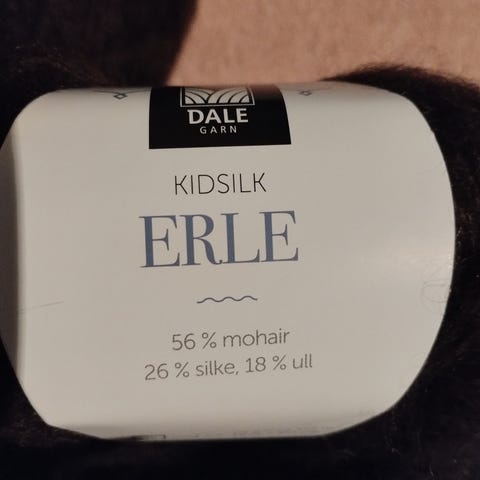 DALE
GARN
KIDSILK
ERLE
56 % mohair
26 % silke, 18 % ull